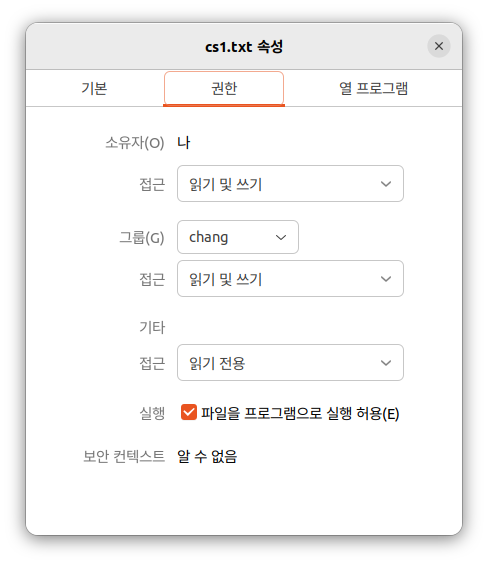 cs1.txt 속성
기본 권한 열 프로그램
소유자(O) 나
접근 읽기 및 쓰기
그룹(G) chang
접근 읽기 및 쓰기
기타
접근 읽기 전용
실행 파일을 프로그램으로 실행 허용(E)
보안 컨텍스트 알 수 없음